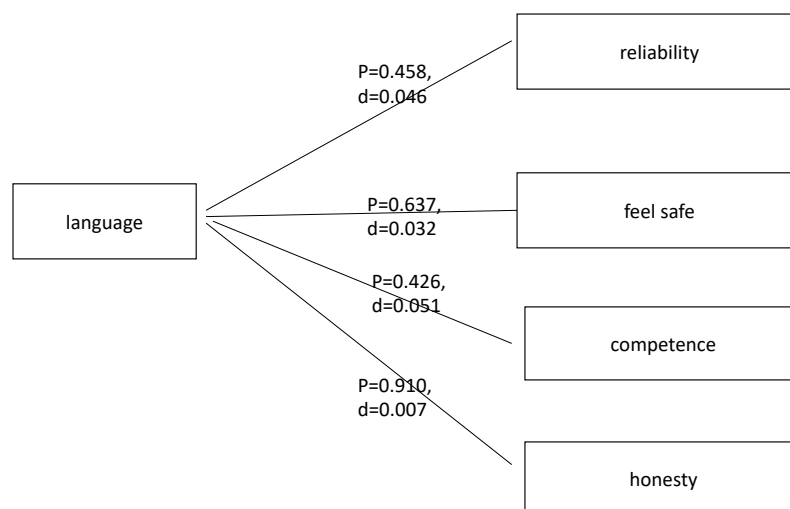 reliability
P=0.458,
d=0.046
language
P=0.637,
d=0.032
feel safe
P=0.426,
d=0.051
competence
P=0.910,
d=0.007
honesty